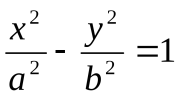 x²/a² - y²/b² = 1